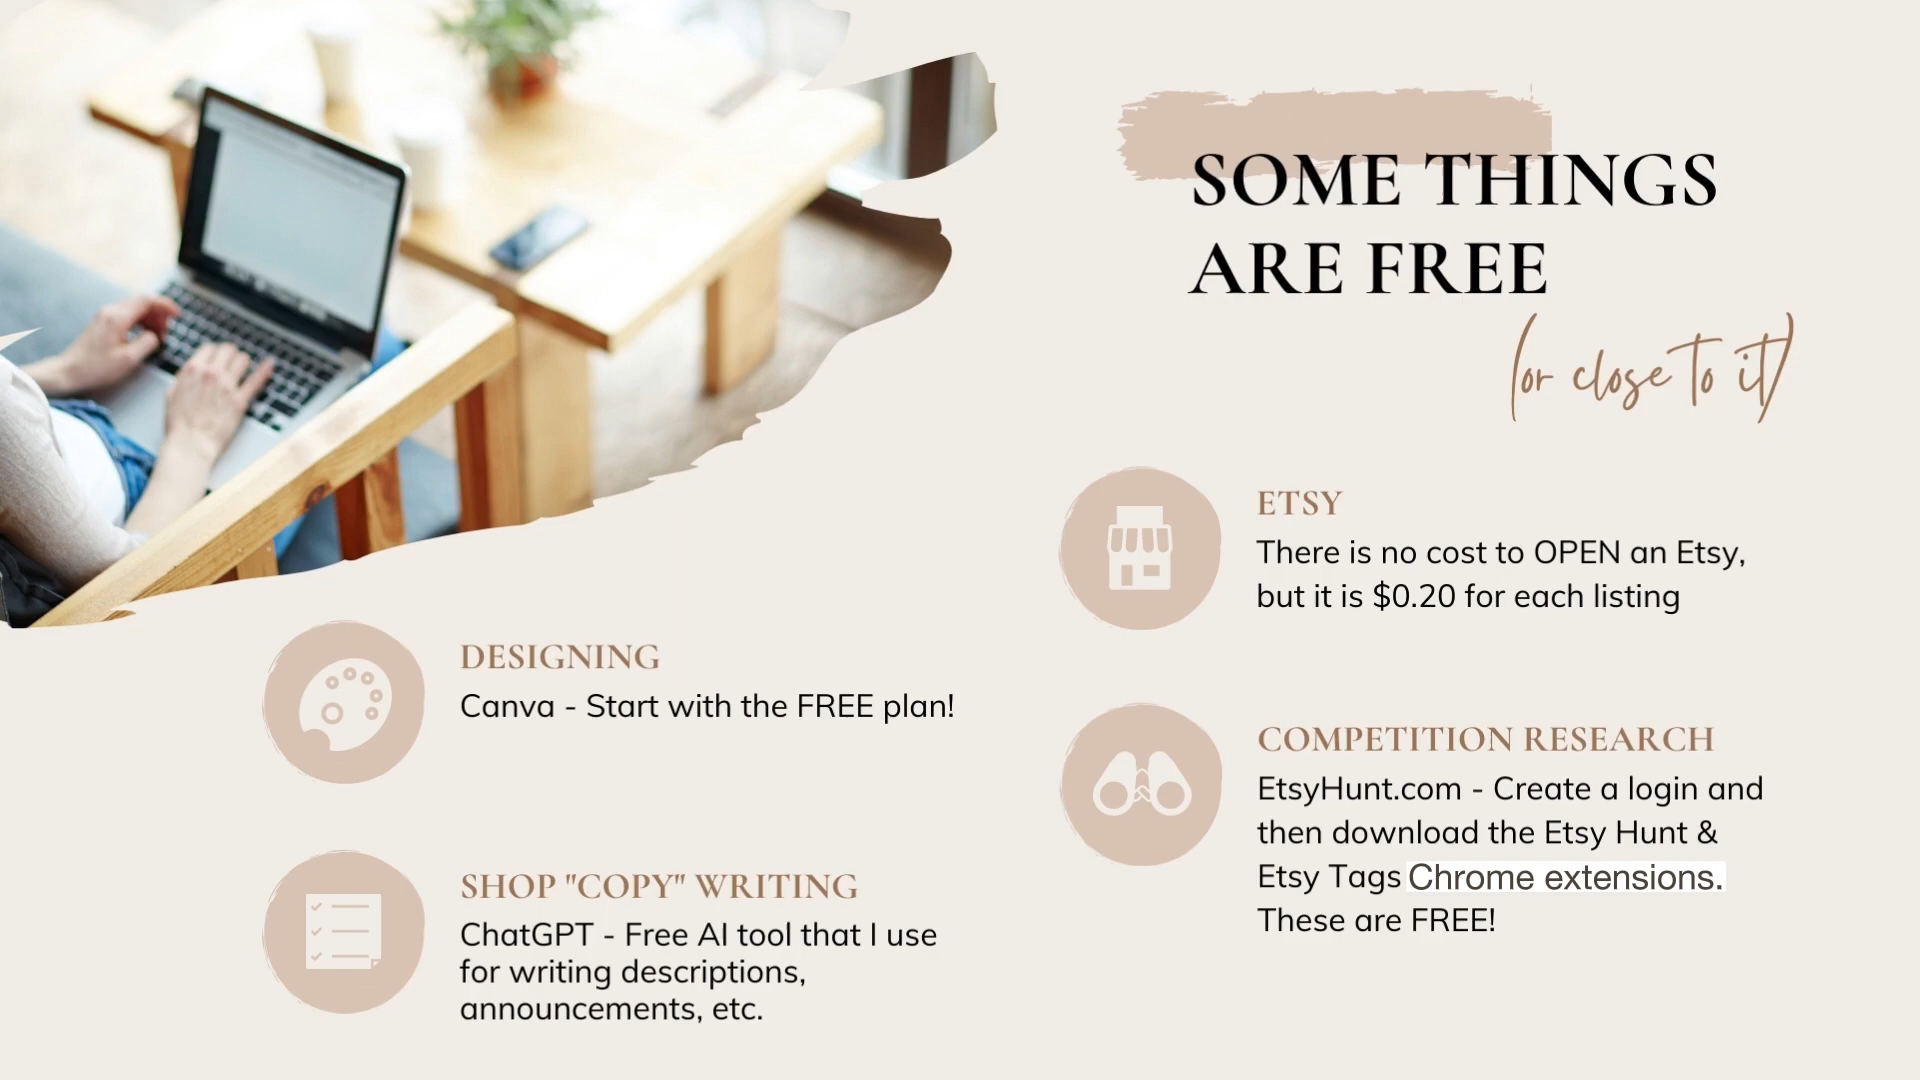 SOME THINGS
ARE FREE
(or close to it)
ETSY
There is no cost to OPEN an Etsy,
but it is $0.20 for each listing
DESIGNING
Canva - Start with the FREE plan!
COMPETITION RESEARCH
EtsyHunt.com - Create a login and
then download the Etsy Hunt &
Etsy Tags Chrome extensions.
These are FREE!
SHOP "COPY" WRITING
ChatGPT - Free AI tool that I use
for writing descriptions,
announcements, etc.